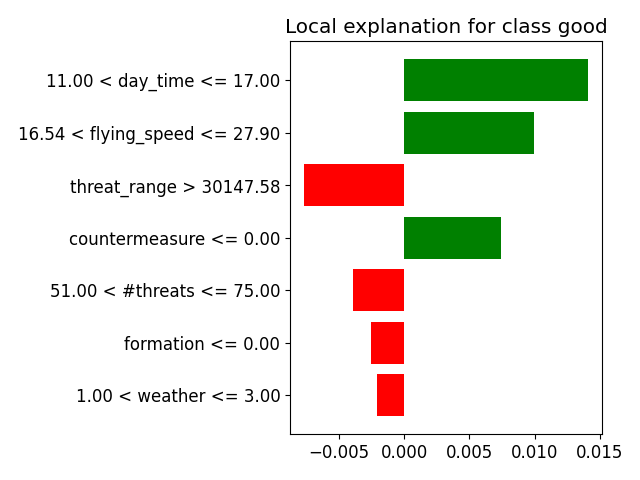 Local explanation for class good
11.00 < day_time <= 17.00
16.54 < flying_speed <= 27.90
threat_range > 30147.58
countermeasure <= 0.00
51.00 < #threats <= 75.00
formation <= 0.00
1.00 < weather <= 3.00
−0.005 0.000 0.005 0.010 0.015